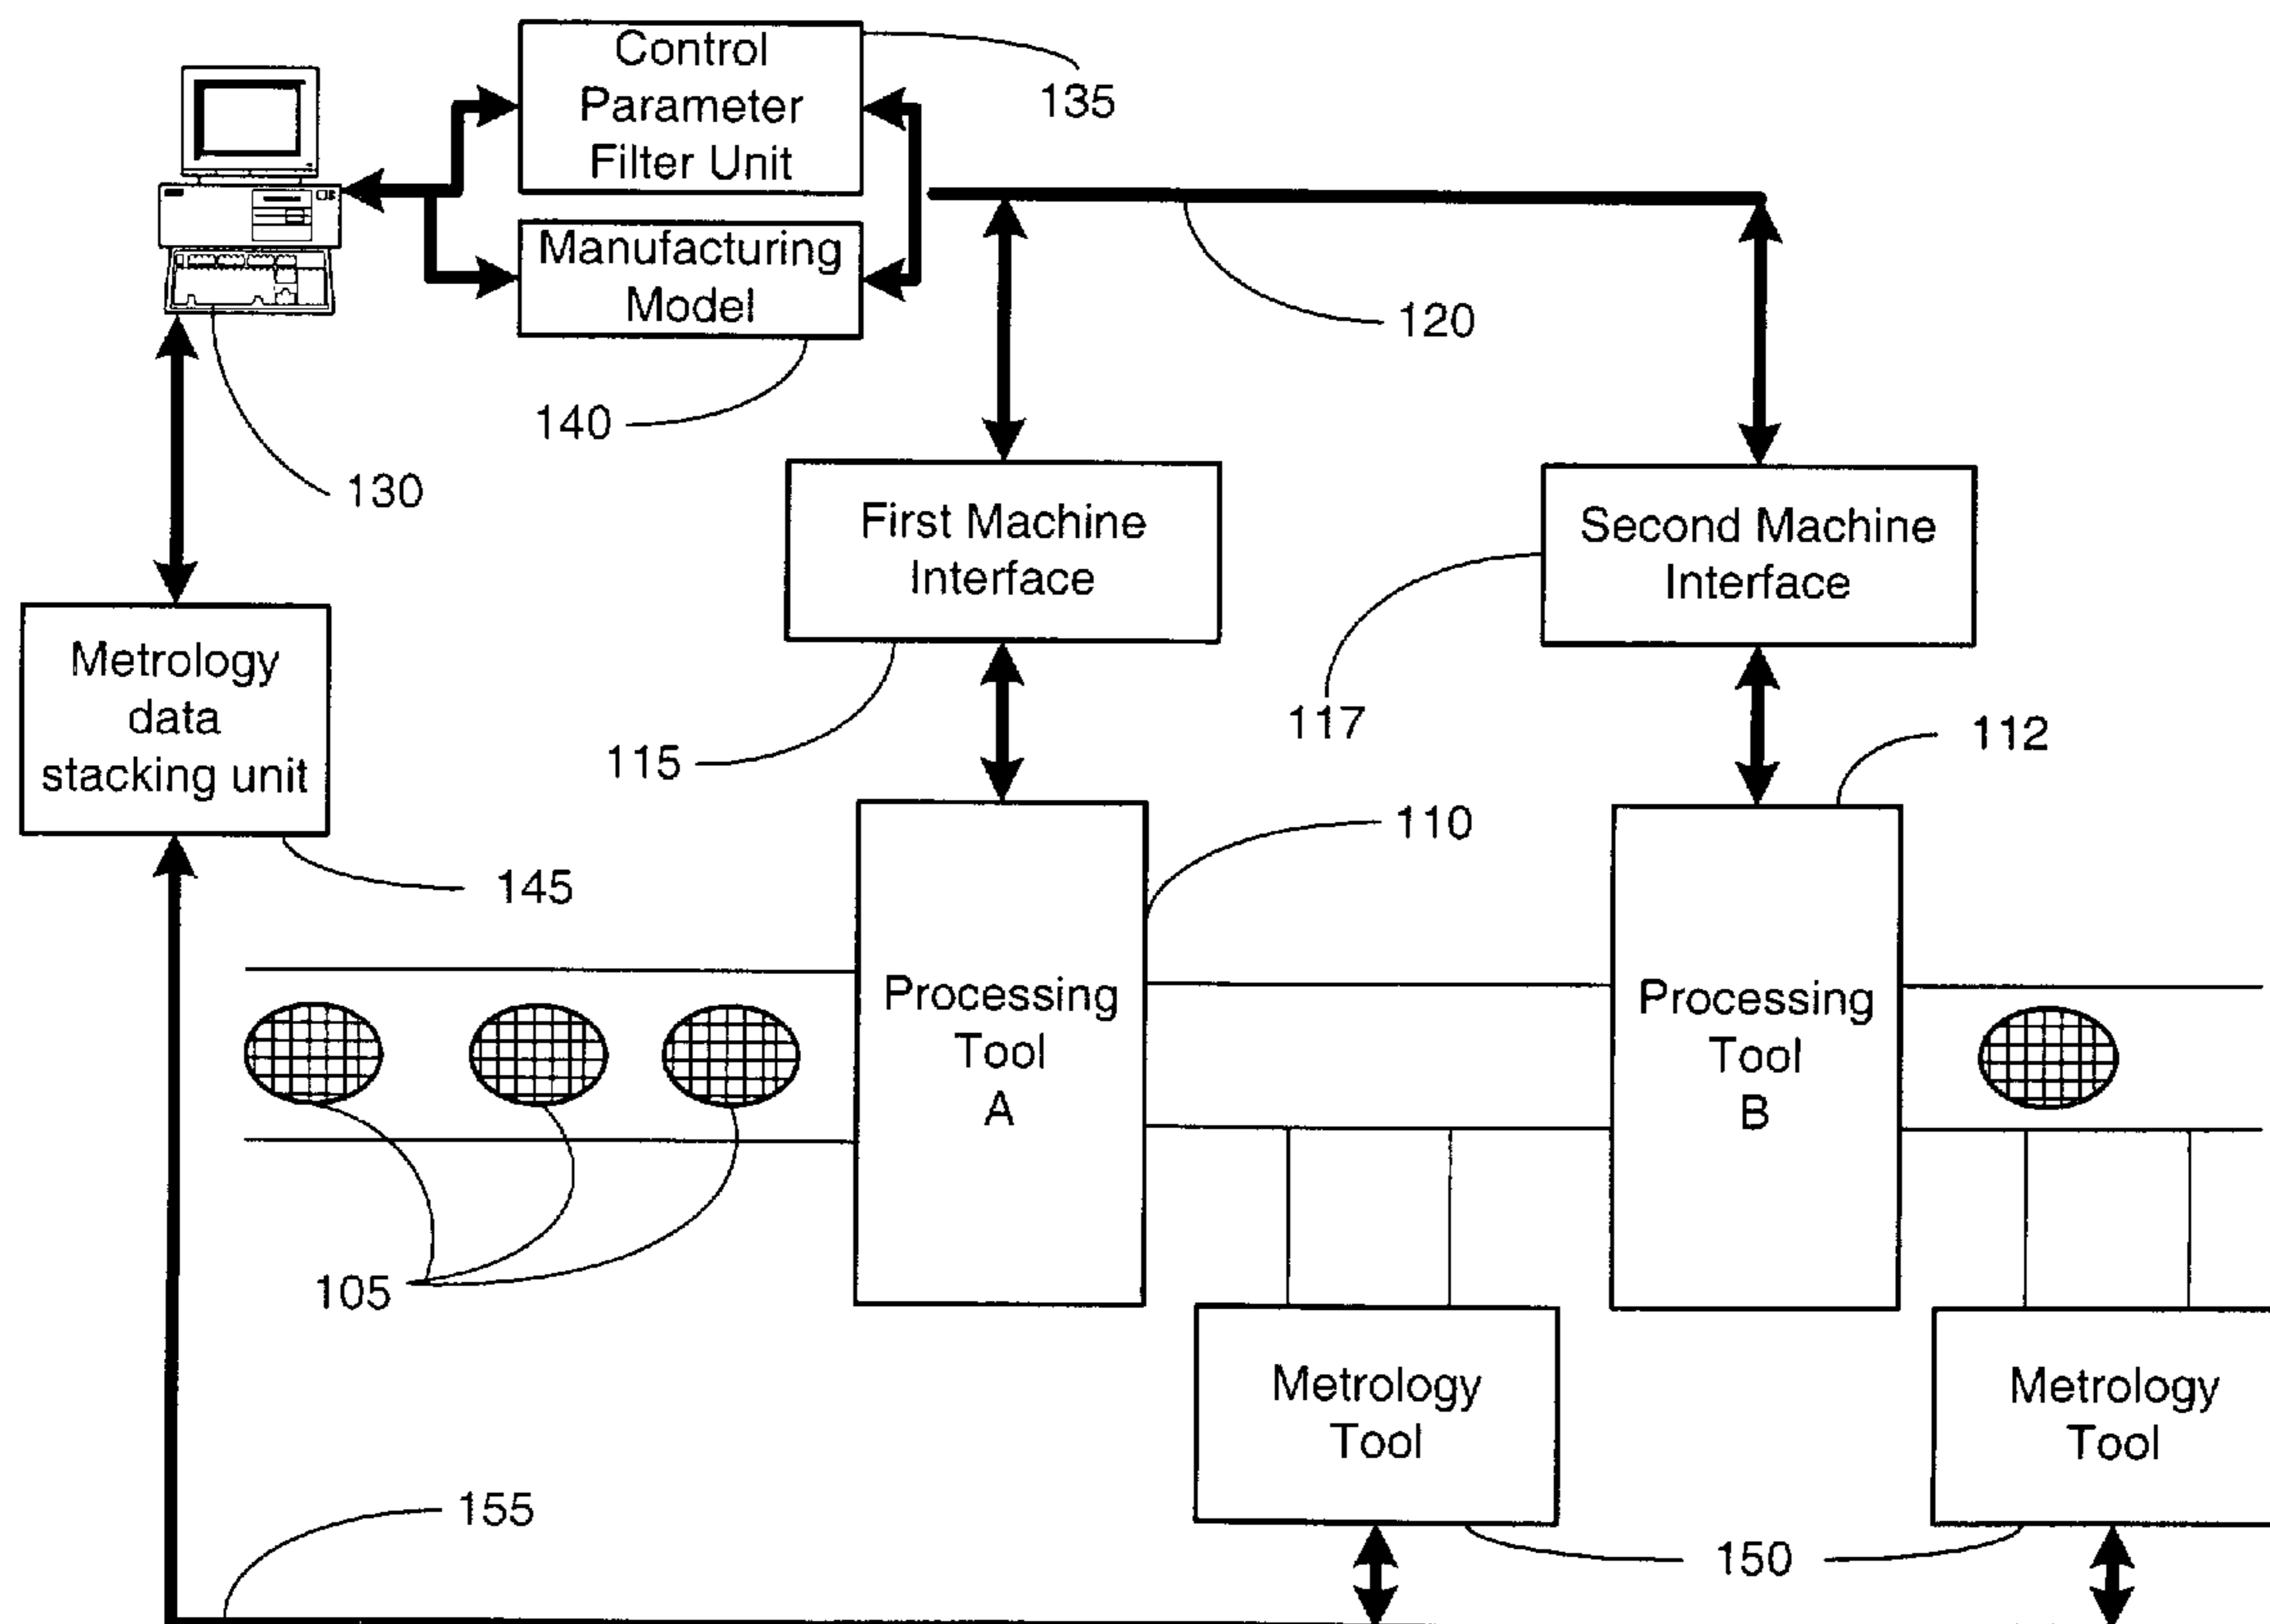 Control
Parameter
Filter Unit
135
Manufacturing
Model
120
140
130
First Machine
Interface
Second Machine
Interface
Metrology
data
stacking unit
117
112
115
110
145
Processing
Tool
A
Processing
Tool
B
105
Metrology
Tool
Metrology
Tool
155
150